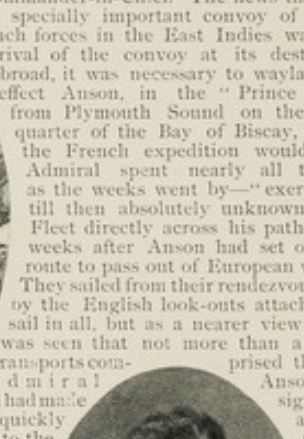 specially important convoy of
ch forces in the East Indies wa
rival of the convoy at its dest
broad, it was necessary to wayla
effect Anson, in the “ Prince
from Plymouth Sound on the
quarter of the Bay of Biscay,
the French expedition would
Admiral spent nearly all t
as the weeks went by—“ exer
till then absolutely unknown
Fleet directly across his path
weeks after Anson had set o
route to pass out of European
They sailed from their rendezvou
by the English look-outs attach
sail in all, but as a nearer view
was seen that not more than a
ransports com- prised th
dmiral Anso
had made sig
quickly
to the